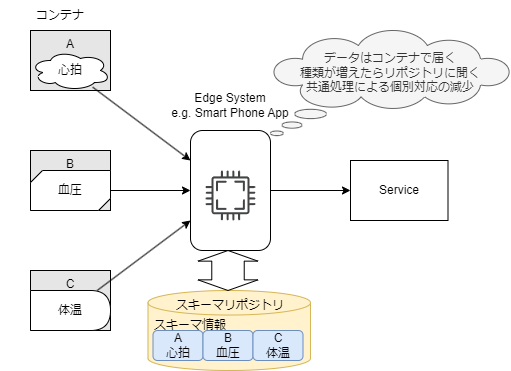 コンテナ
A
心拍
B
血圧
C
体温
Edge System
e.g. Smart Phone App
データはコンテナで届く
種類が増えたらリポジトリに聞く
共通処理による個別対応の減少
Service
スキーマリポジトリ
スキーマ情報
A
心拍
B
血圧
C
体温